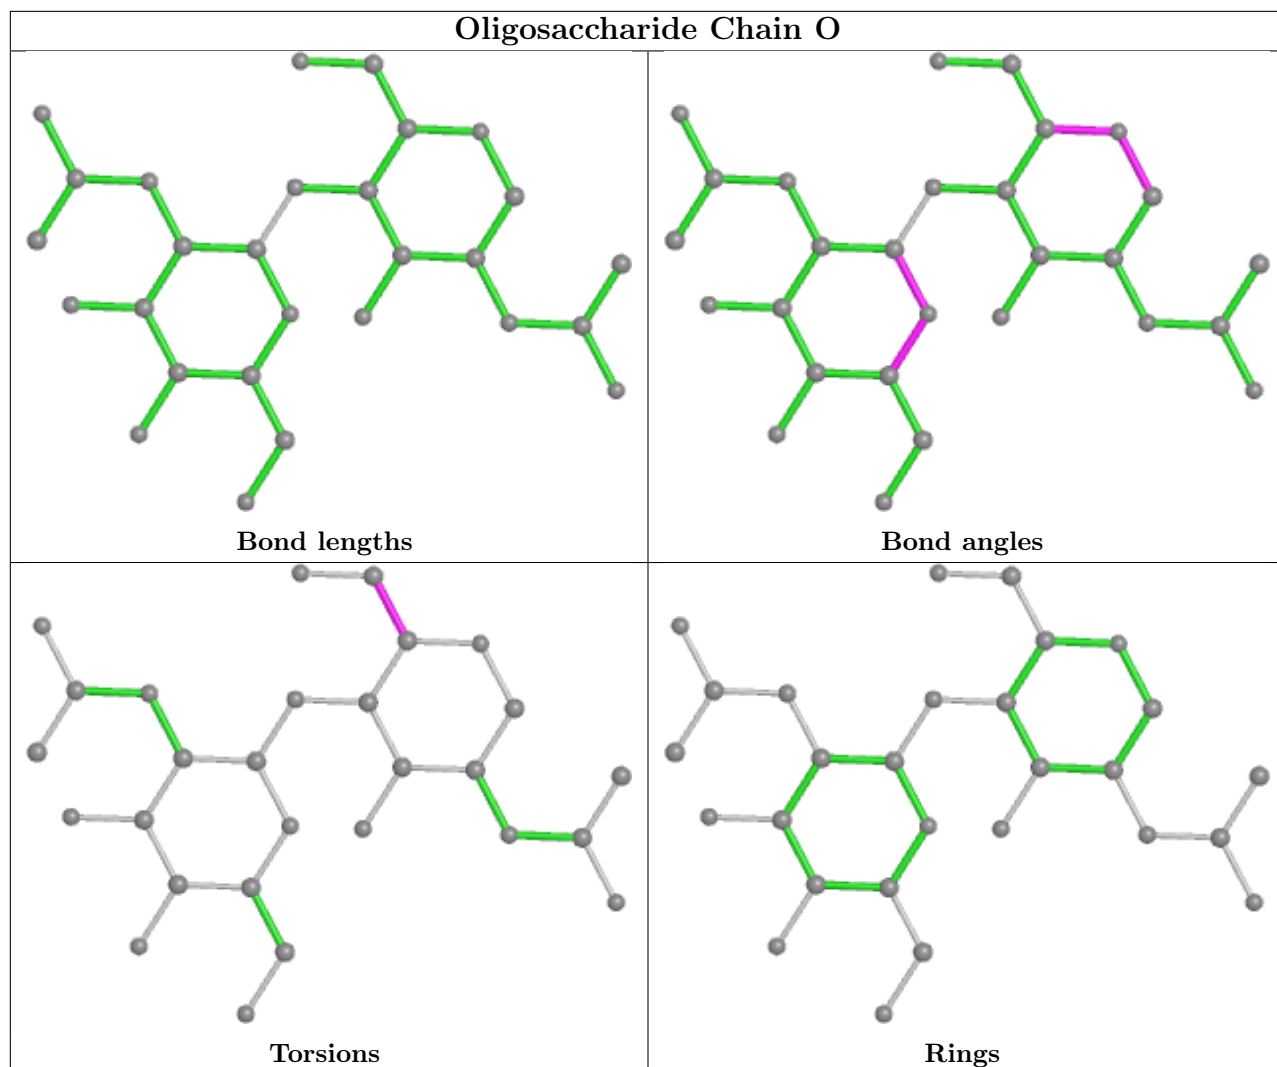 Oligosaccharide Chain O
Bond lengths
Bond angles
Torsions
Rings